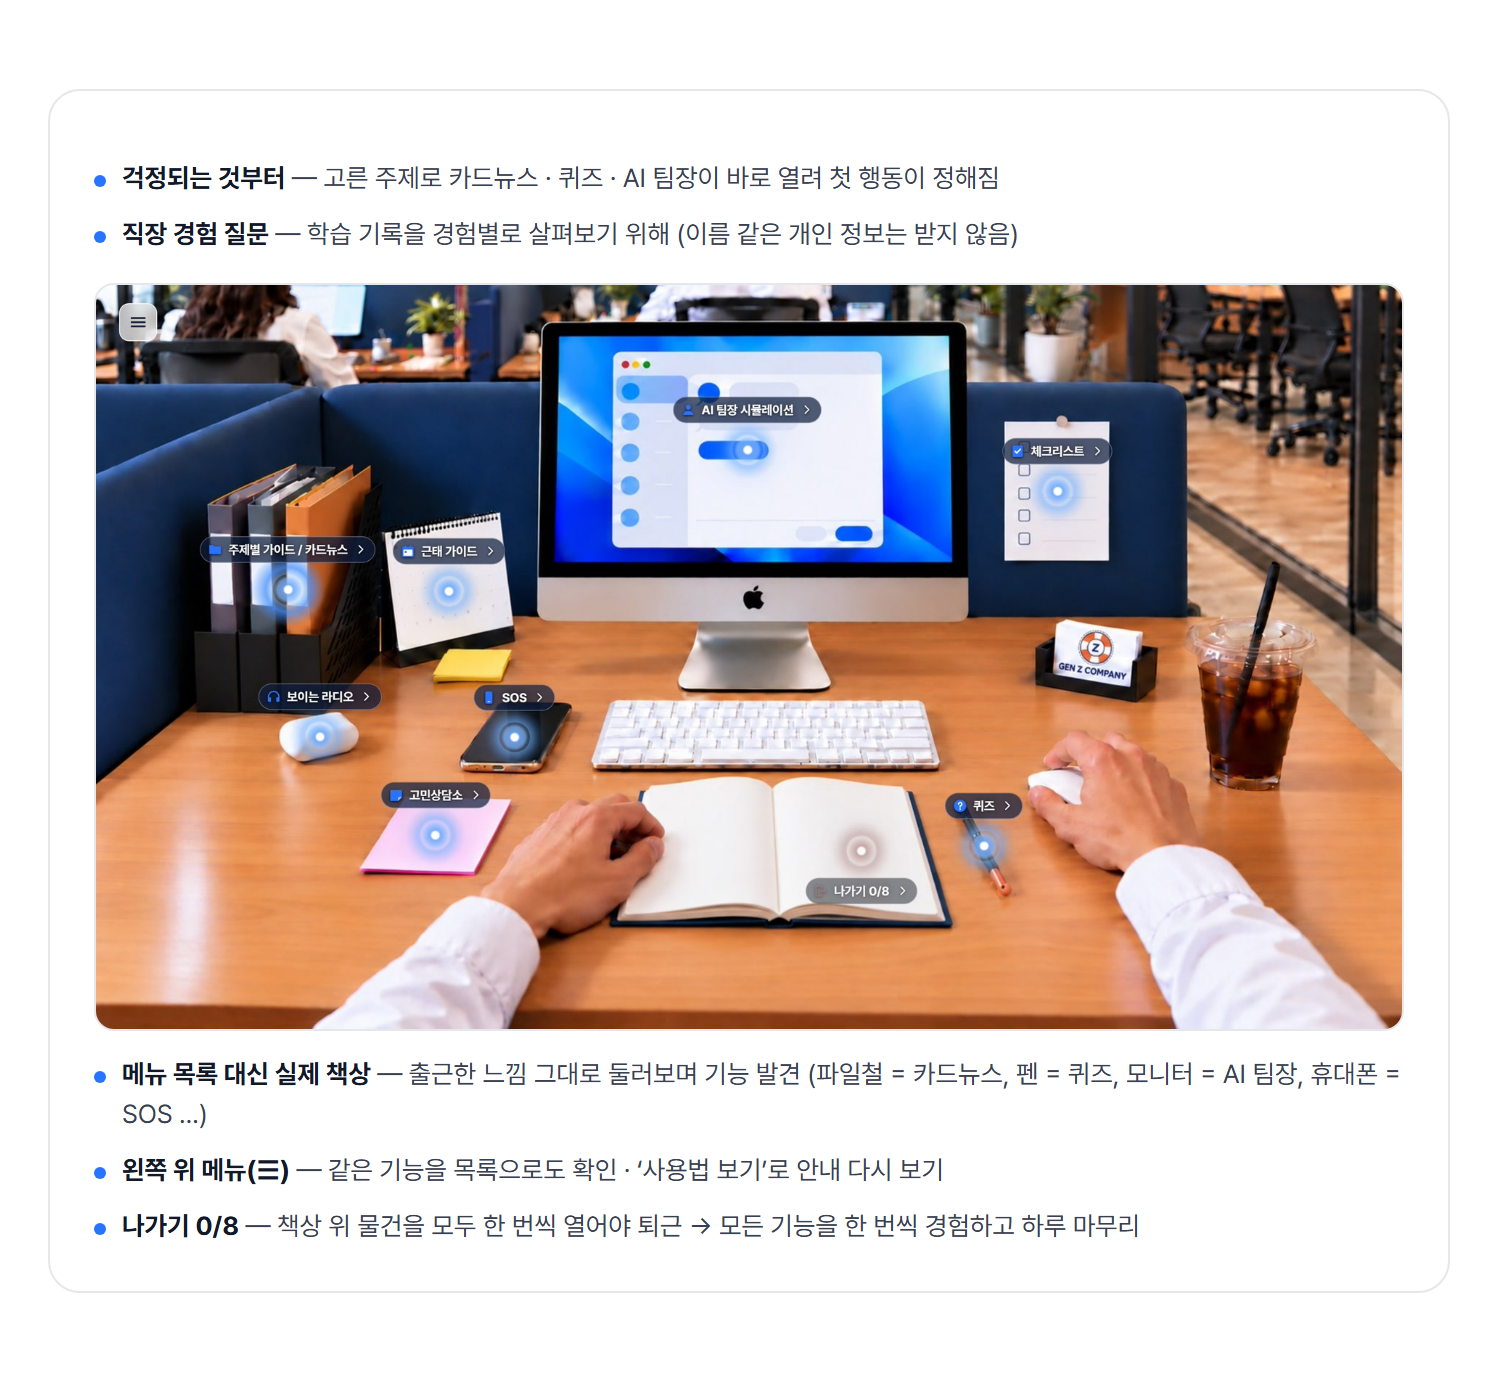 걱정되는 것부터 — 고른 주제로 카드뉴스 · 퀴즈 · AI 팀장이 바로 열려 첫 행동이 정해짐
직장 경험 질문 — 학습 기록을 경험별로 살펴보기 위해 (이름 같은 개인 정보는 받지 않음)
AI 팀장 시뮬레이션
체크리스트
주제별 가이드 / 카드뉴스
근태 가이드
Z
GEN Z COMPANY
보이는 라디오
SOS
고민상담소
퀴즈
나가기 0/8
메뉴 목록 대신 실제 책상 — 출근한 느낌 그대로 둘러보며 기능 발견 (파일철 = 카드뉴스, 펜 = 퀴즈, 모니터 = AI 팀장, 휴대폰 =
SOS …)
왼쪽 위 메뉴(☰) — 같은 기능을 목록으로도 확인 · ‘사용법 보기’로 안내 다시 보기
나가기 0/8 — 책상 위 물건을 모두 한 번씩 열어야 퇴근 → 모든 기능을 한 번씩 경험하고 하루 마무리